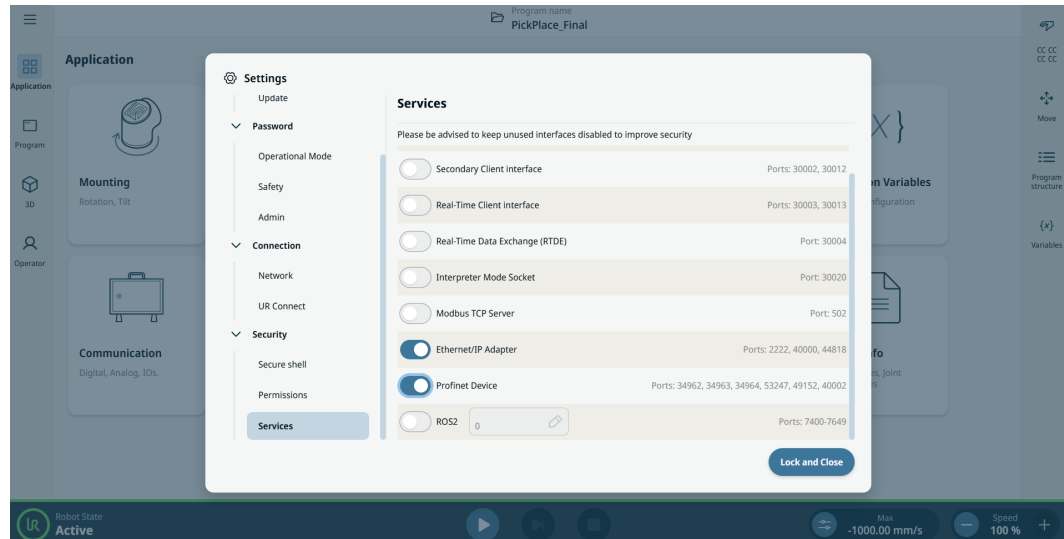 Program name
PickPlace_Final
Application
Application
Program
3D
Operator
Mounting
Rotation, Tilt
Communication
Digital, Analog, IOs.
Settings
Update
Password
Operational Mode
Safety
Admin
Connection
Network
UR Connect
Security
Secure shell
Permissions
Services
Services
Please be advised to keep unused interfaces disabled to improve security
Secondary Client interface Ports: 30002, 30012
Real-Time Client interface Ports: 30003, 30013
Real-Time Data Exchange (RTDE) Port: 30004
Interpreter Mode Socket Port: 30020
Modbus TCP Server Port: 502
Ethernet/IP Adapter Ports: 2222, 40000, 44818
Profinet Device Ports: 34962, 34963, 34964, 53247, 49152, 40002
ROS2 0 Ports: 7400-7649
Lock and Close
Variables
Joint
CC CC
CC CC
Move
Program
structure
{x}
Variables
UR
Robot State
Active
Max
-1000.00 mm/s
Speed
100 %